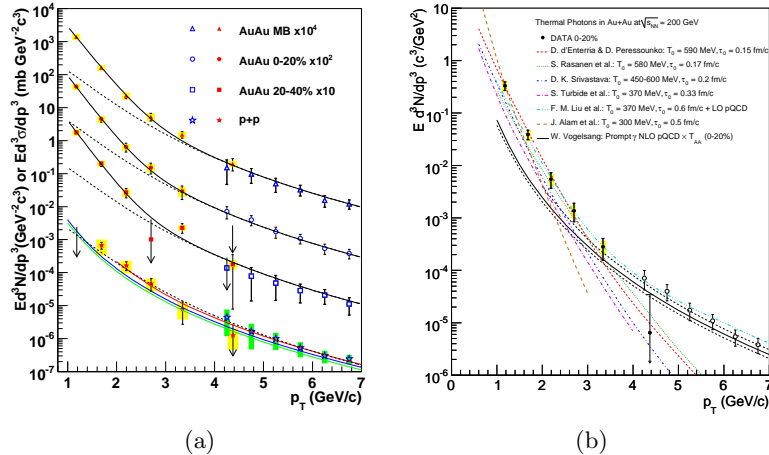 Ed³N/dp³(GeV⁻²c³) or Ed³σ/dp³ (mb GeV⁻²c³)
10⁴
10³
10²
10
1
10⁻¹
10⁻²
10⁻³
10⁻⁴
10⁻⁵
10⁻⁶
10⁻⁷
AuAu MB ×10⁴
AuAu 0-20% ×10²
AuAu 20-40% ×10
p+p
1 2 3 4 5 6 7
p_T (GeV/c)
(a)
E d³N/dp³ (c³/GeV²)
10²
10
1
10⁻¹
10⁻²
10⁻³
10⁻⁴
10⁻⁵
10⁻⁶
Thermal Photons in Au+Au at √s_NN = 200 GeV
DATA 0-20%
D. d'Enterria & D. Peressounko: T₀ = 590 MeV, τ₀ = 0.15 fm/c
S. Rasanen et al.: T₀ = 580 MeV, τ₀ = 0.17 fm/c
D. K. Srivastava: T₀ = 450-600 MeV, τ₀ = 0.2 fm/c
S. Turbide et al.: T₀ = 370 MeV, τ₀ = 0.33 fm/c
F. M. Liu et al.: T₀ = 370 MeV, τ₀ = 0.6 fm/c + LO pQCD
J. Alam et al.: T₀ = 300 MeV, τ₀ = 0.5 fm/c
W. Vogelsang: Prompt γ NLO pQCD × T_AA (0-20%)
0 1 2 3 4 5 6 7
p_T (GeV/c)
(b)